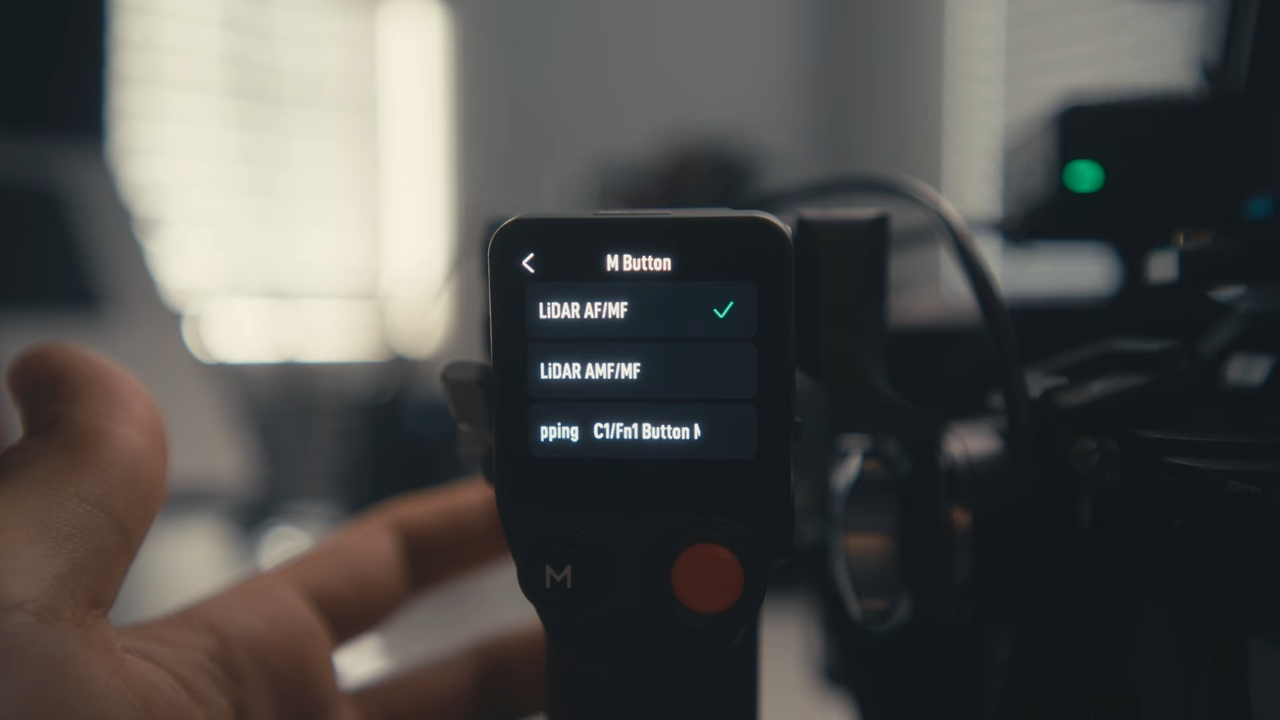 M Button
LiDAR AF/MF
LiDAR AMF/MF
pping C1/Fn1 Button
M